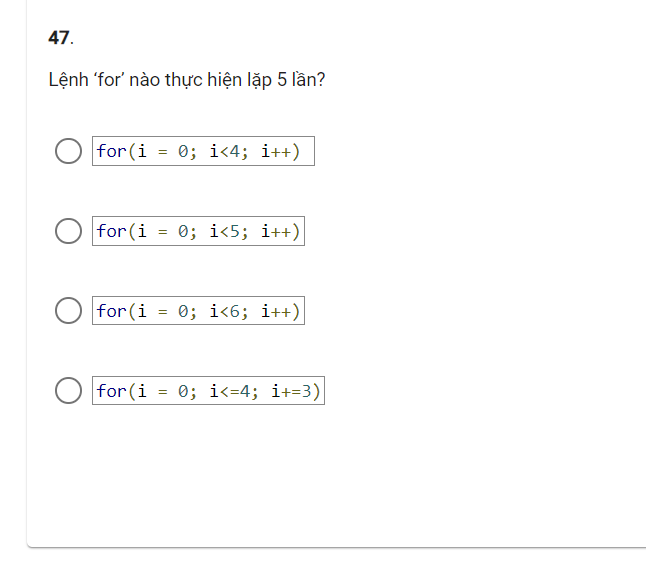 47.
Lệnh ‘for’ nào thực hiện lặp 5 lần?
for(i = 0; i<4; i++)
for(i = 0; i<5; i++)
for(i = 0; i<6; i++)
for(i = 0; i<=4; i+=3)